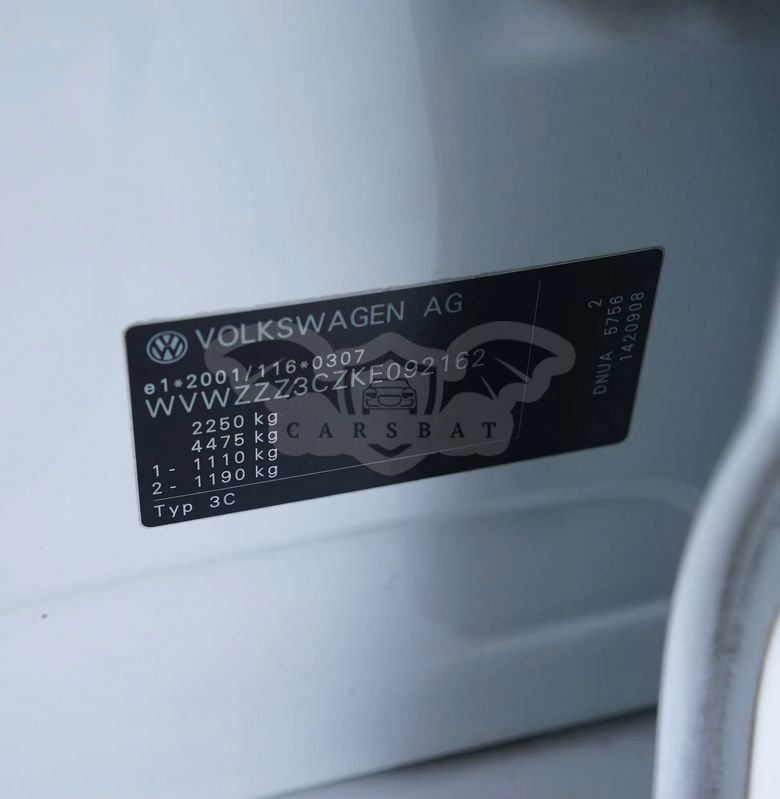 VOLKSWAGEN AG
e1*2001/116*0307
WVWZZZ3CZKE092162
2250 kg
4475 kg
1- 1110 kg
2- 1190 kg
Typ 3C
2
DNUA 5756
1420908
CARSBAT